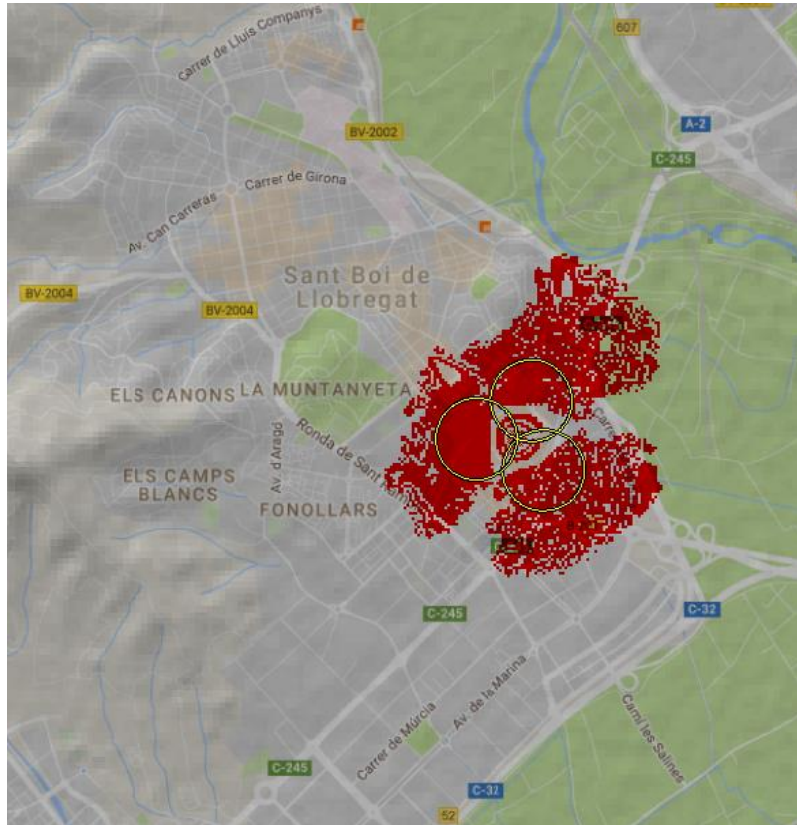 Carrer de Lluís Companys
607
A-2
BV-2002
C-245
Carrer de Girona
Av. Can Carreras
Sant Boi de
Llobregat
BV-2004
BV-2004
ELS CANONS
LA MUNTANYETA
Ronda de Sant
Av. d'Aragó
ELS CAMPS
BLANCS
FONOLLARS
C-245
C-32
Av. de la Marina
Camí les Salines
Carrer de Múrcia
C-245
C-32
52